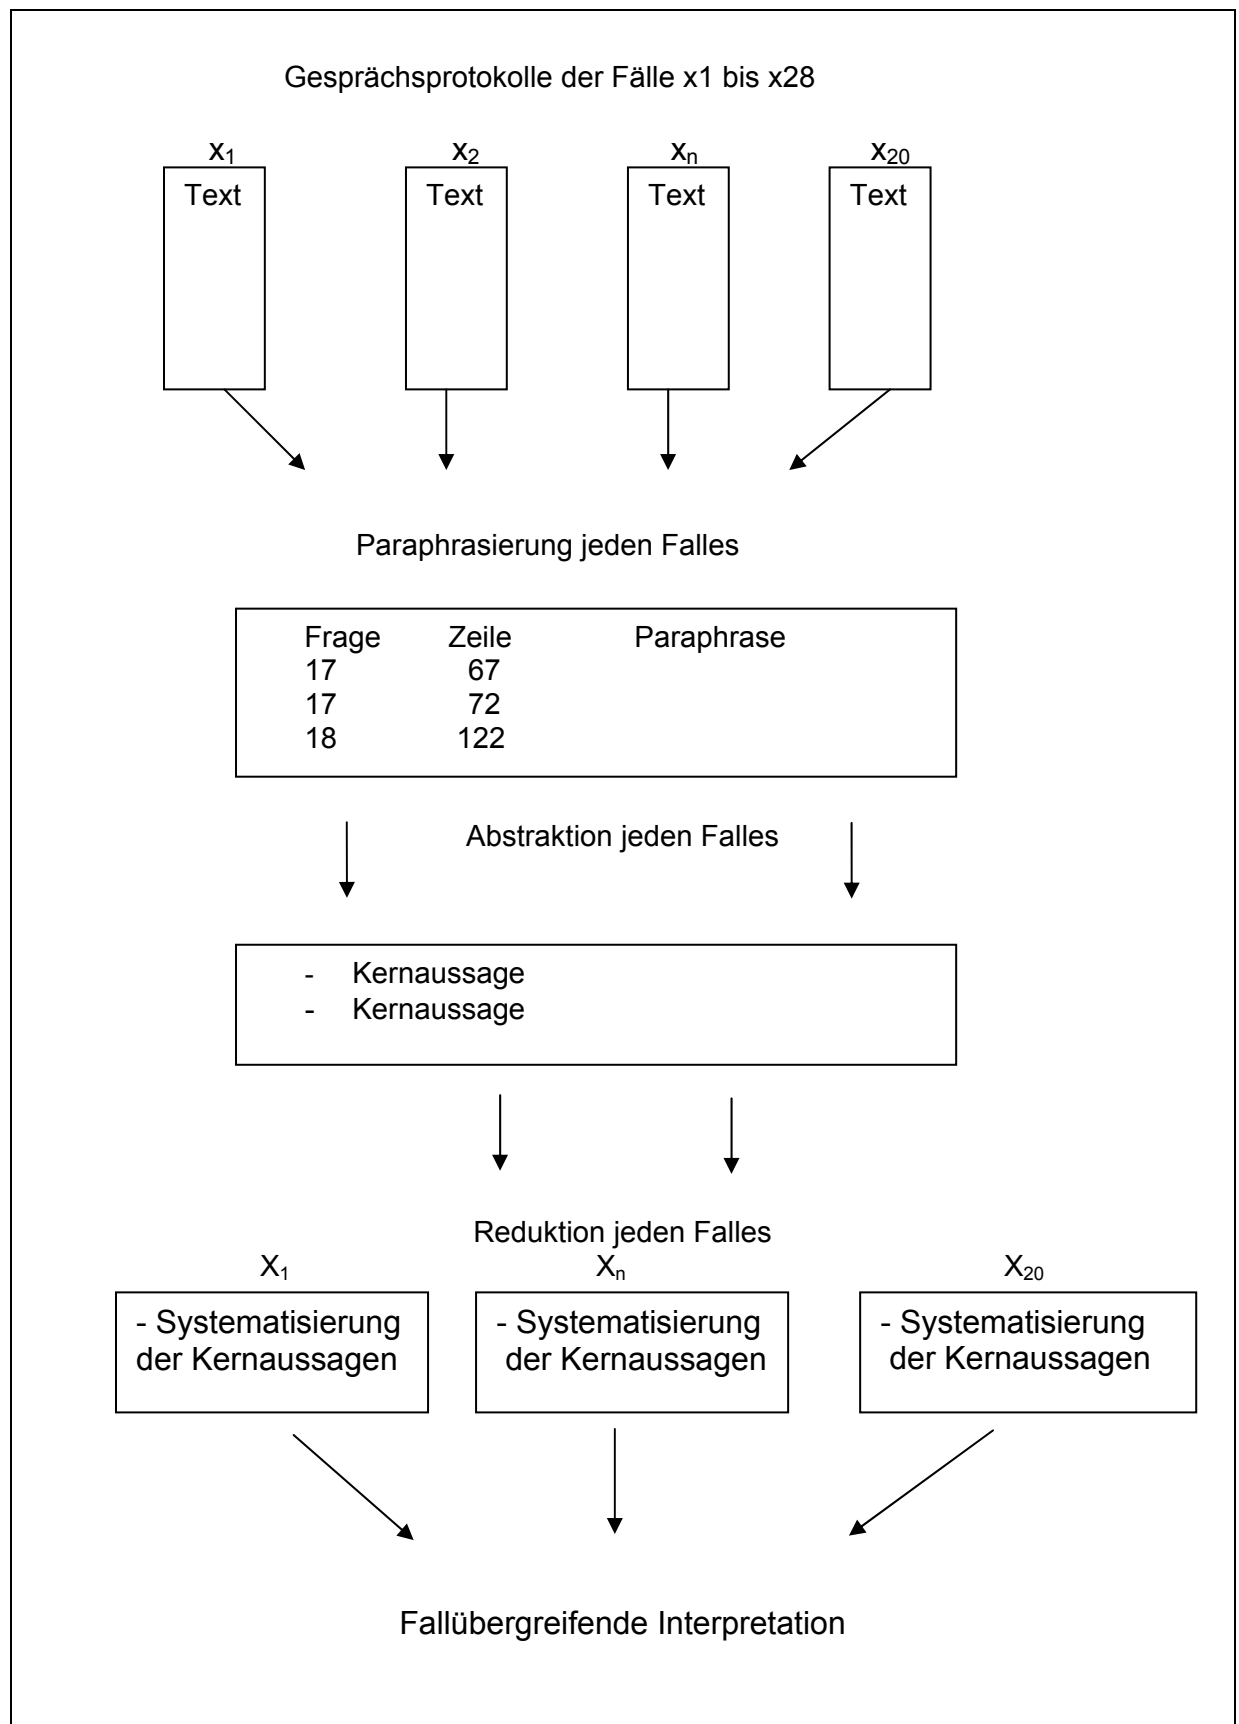 Gesprächsprotokolle der Fälle x1 bis x28
x₁ x₂ xₙ x₂₀
Text Text Text Text
Paraphrasierung jeden Falles
Frage Zeile Paraphrase
17 67
17 72
18 122
Abstraktion jeden Falles
- Kernaussage
- Kernaussage
Reduktion jeden Falles
X₁ Xₙ X₂₀
- Systematisierung - Systematisierung - Systematisierung
der Kernaussagen der Kernaussagen der Kernaussagen
Fallübergreifende Interpretation